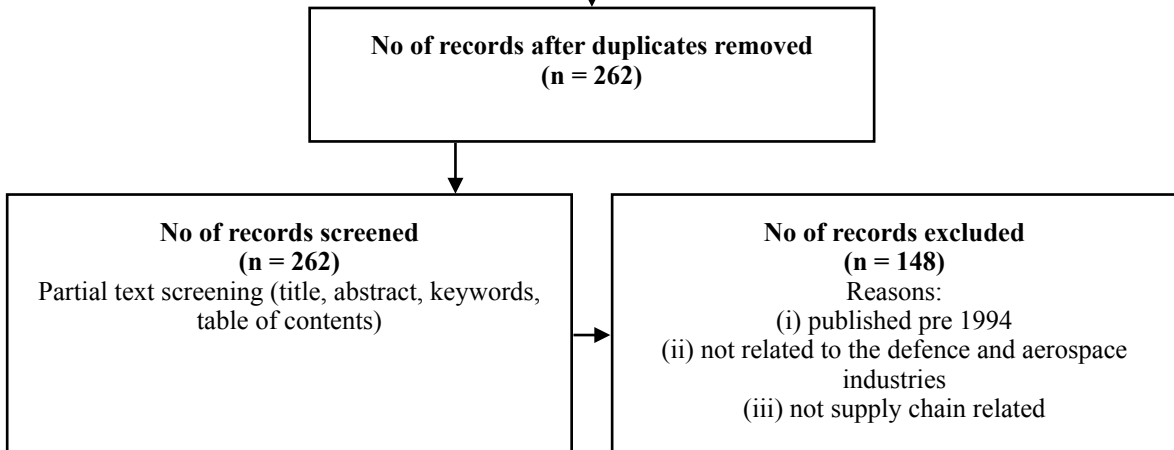 No of records after duplicates removed
(n = 262)
No of records screened
(n = 262)
Partial text screening (title, abstract, keywords,
table of contents)
No of records excluded
(n = 148)
Reasons:
(i) published pre 1994
(ii) not related to the defence and aerospace
industries
(iii) not supply chain related